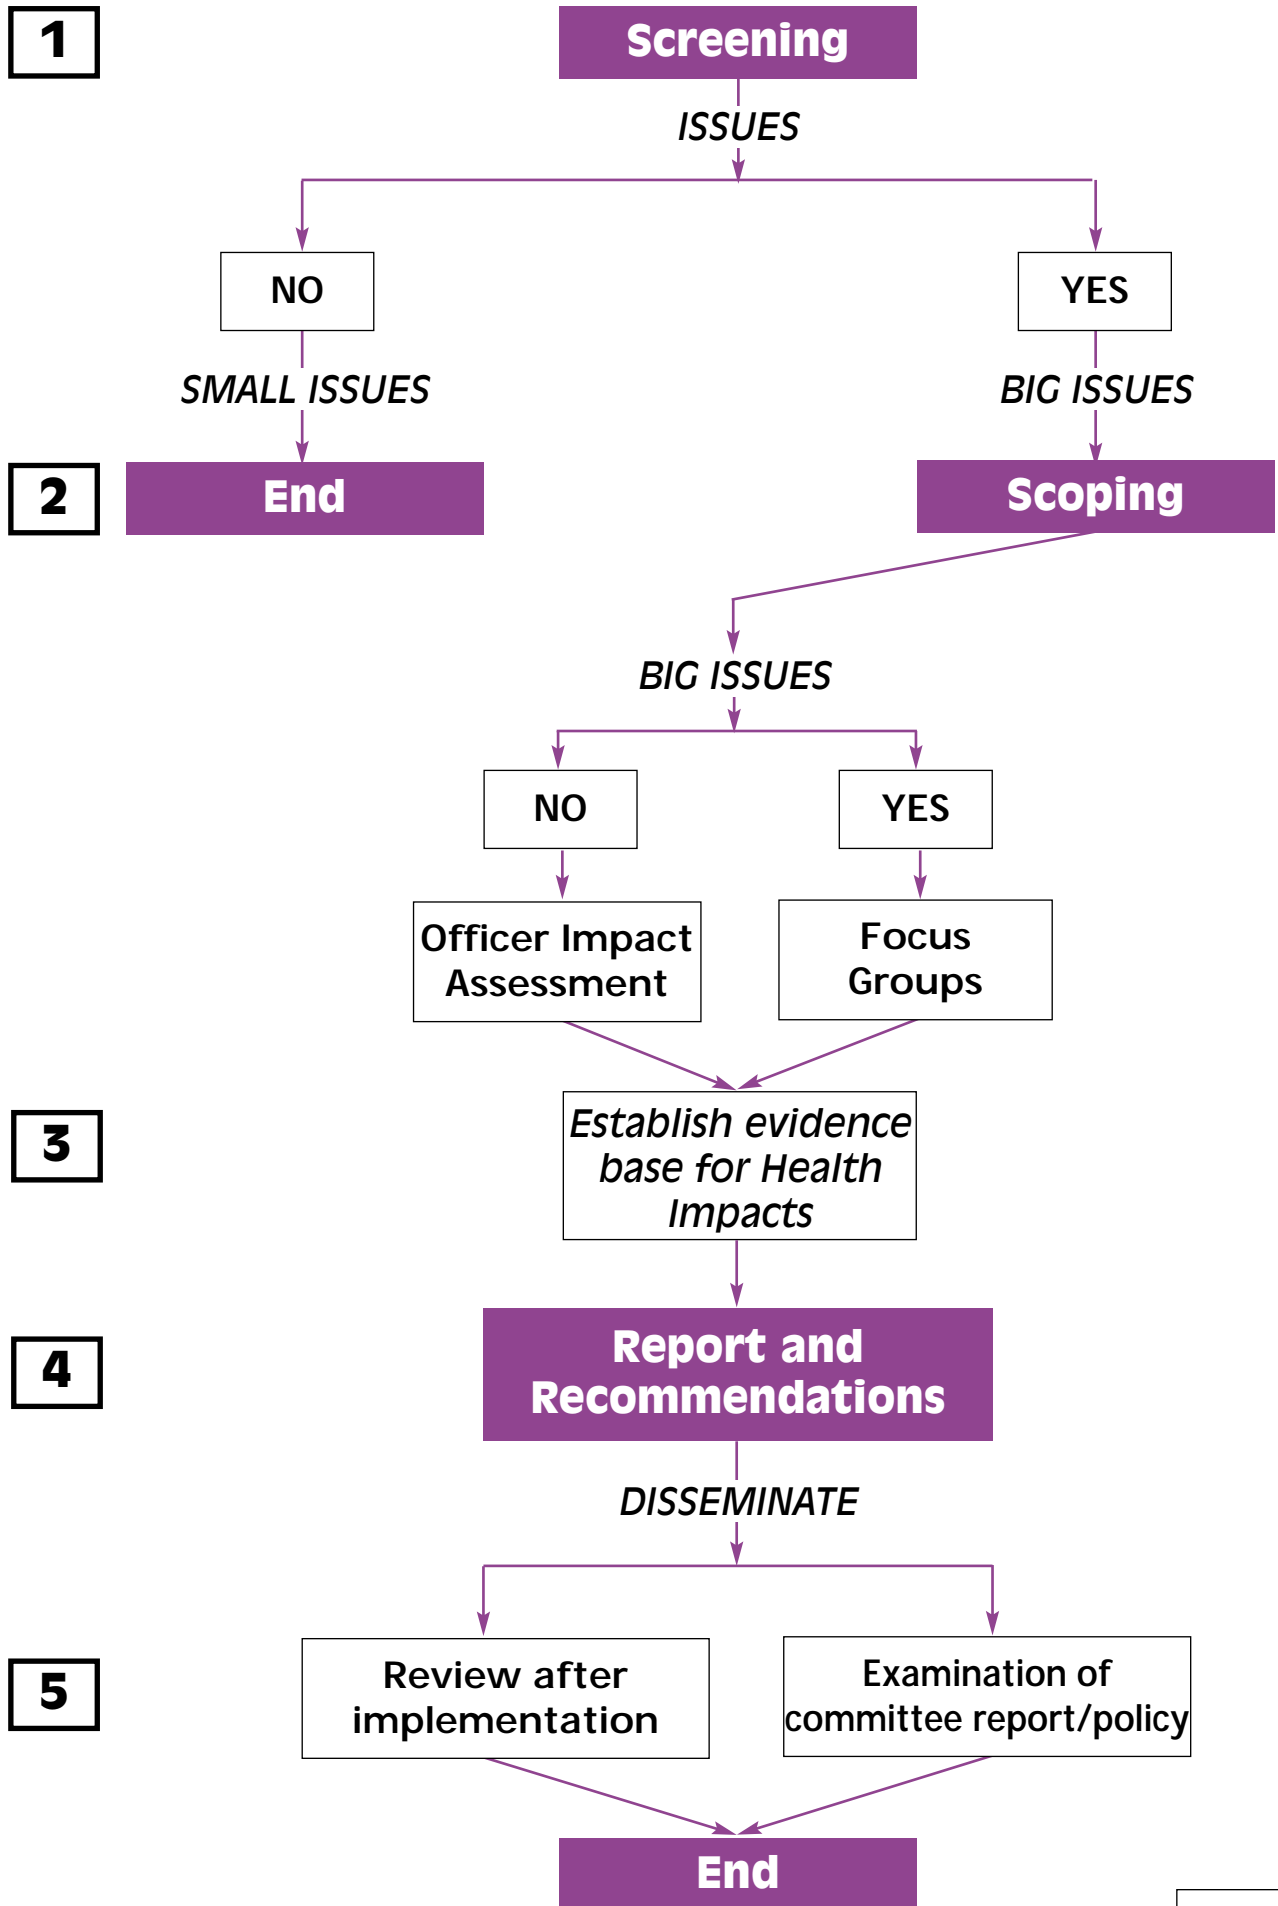 1
Screening
ISSUES
NO
YES
SMALL ISSUES
BIG ISSUES
2
End
Scoping
BIG ISSUES
NO
YES
Officer Impact
Assessment
Focus
Groups
3
Establish evidence
base for Health
Impacts
4
Report and
Recommendations
DISSEMINATE
5
Review after
implementation
Examination of
committee report/policy
End